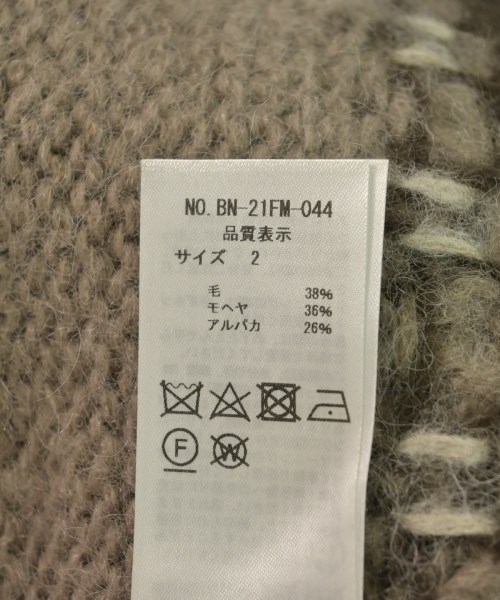 NO. BN-21FM-044
品質表示
サイズ 2
毛 38%
モヘヤ 36%
アルパカ 26%
F W